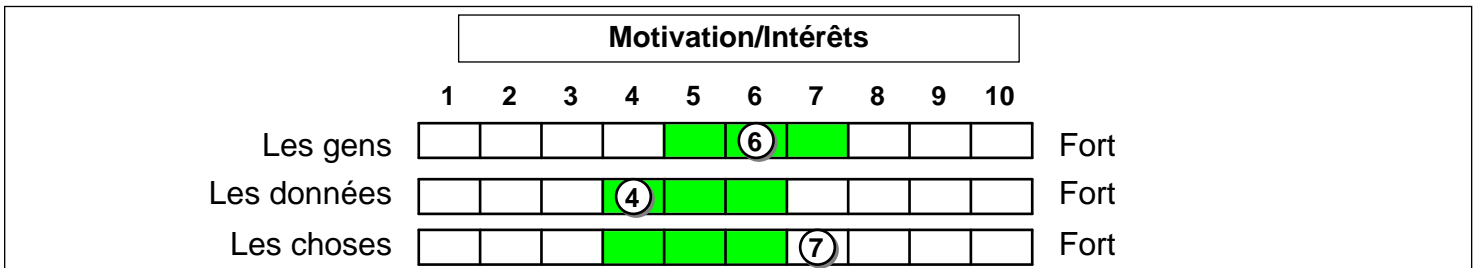 Motivation/Intérêts
1 2 3 4 5 6 7 8 9 10
Les gens 6 Fort
Les données 4 Fort
Les choses 7 Fort